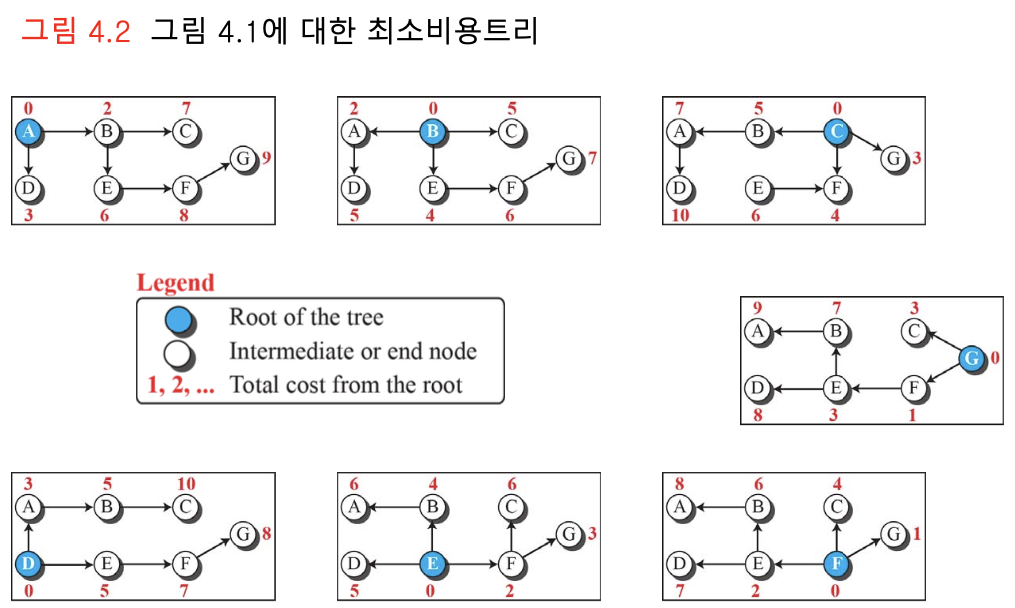 그림 4.2 그림 4.1에 대한 최소비용트리
0 2 7
A B C
G 9
D E F
3 6 8
2 0 5
A B C
G 7
D E F
5 4 6
7 5 0
A B C
G 3
D E F
10 6 4
Legend
Root of the tree
Intermediate or end node
1, 2, ... Total cost from the root
9 7 3
A B C
G 0
D E F
8 3 1
3 5 10
A B C
G 8
D E F
0 5 7
6 4 6
A B C
G 3
D E F
5 0 2
8 6 4
A B C
G 1
D E F
7 2 0